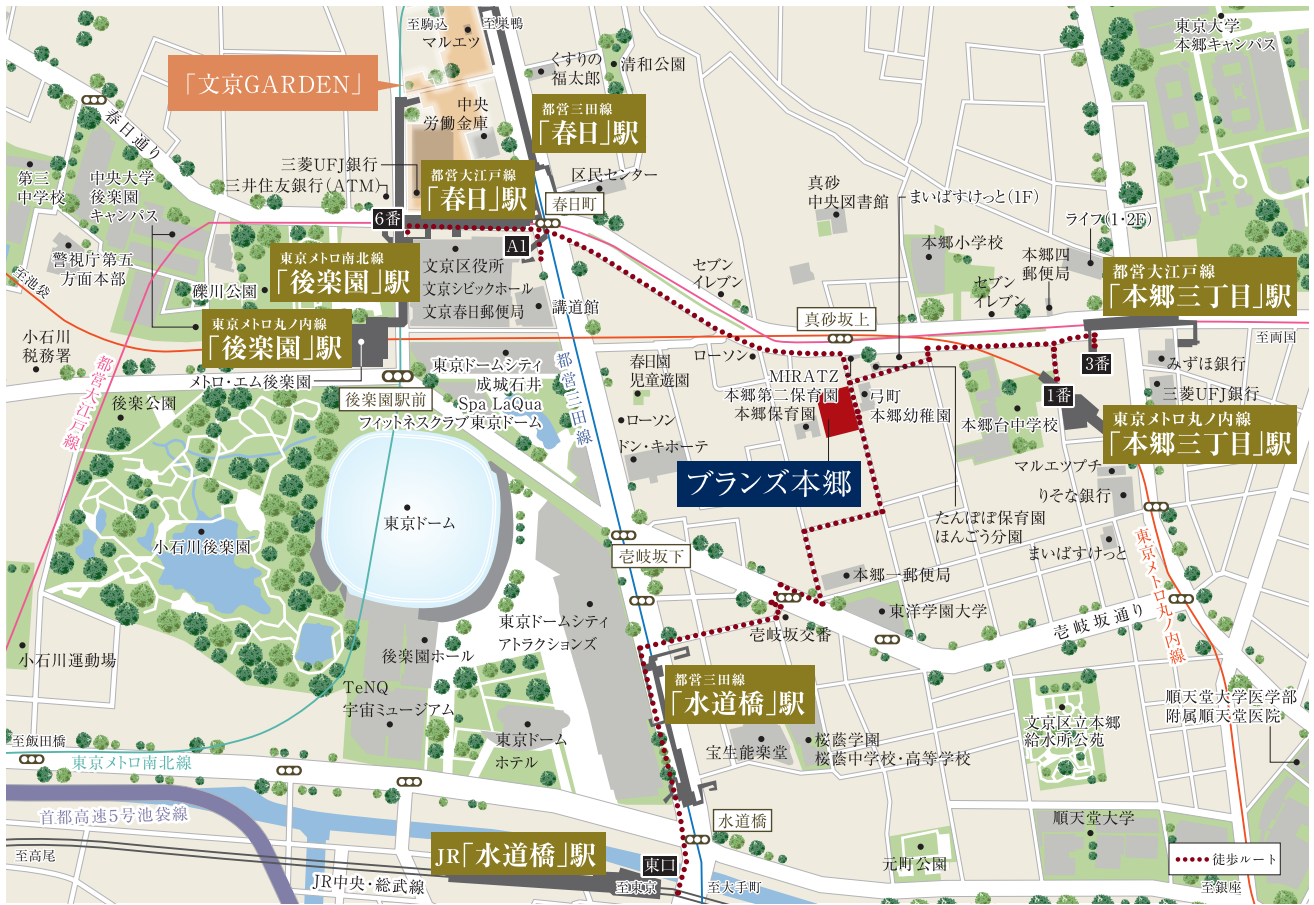 至駒込
至巣鴨
マルエツ
くすりの
福太郎
清和公園
東京大学
本郷キャンパス
「文京GARDEN」
春日通り
中央
労働金庫
都営三田線
「春日」駅
三菱UFJ銀行
三井住友銀行(ATM)
都営大江戸線
「春日」駅
区民センター
春日町
第三
中学校
中央大学
後楽園
キャンパス
6番
A1
真砂
中央図書館
まいばすけっと(1F)
ライフ(1・2F)
警視庁第五
方面本部
至池袋
礫川公園
東京メトロ南北線
「後楽園」駅
文京区役所
文京シビックホール
文京春日郵便局
講道館
セブン
イレブン
本郷小学校
本郷四
郵便局
セブン
イレブン
都営大江戸線
「本郷三丁目」駅
小石川
税務署
東京メトロ丸ノ内線
「後楽園」駅
真砂坂上
至両国
メトロ・エム後楽園
後楽園駅前
東京ドームシティ
成城石井
Spa LaQua
フィットネスクラブ東京ドーム
都営三田線
都営大江戸線
春日園
児童遊園
ローソン
MIRATZ
本郷第二保育園
本郷保育園
弓町
本郷幼稚園
3番
みずほ銀行
1番
三菱UFJ銀行
後楽公園
ローソン
ドン・キホーテ
本郷台中学校
東京メトロ丸ノ内線
「本郷三丁目」駅
ブランズ本郷
マルエツプチ
りそな銀行
たんぽぽ保育園
ほんごう分園
まいばすけっと
東京ドーム
小石川後楽園
壱岐坂下
東京メトロ丸ノ内線
本郷一郵便局
東洋学園大学
壱岐坂通り
東京ドームシティ
アトラクションズ
壱岐坂交番
小石川運動場
後楽園ホール
TeNQ
宇宙ミュージアム
都営三田線
「水道橋」駅
順天堂大学医学部
附属順天堂医院
文京区立本郷
給水所公苑
至飯田橋
東京メトロ南北線
東京ドーム
ホテル
宝生能楽堂
桜蔭学園
桜蔭中学校・高等学校
首都高速5号池袋線
水道橋
順天堂大学
JR「水道橋」駅
東口
元町公園
徒歩ルート
至高尾
JR中央・総武線
至東京
至大手町
至銀座